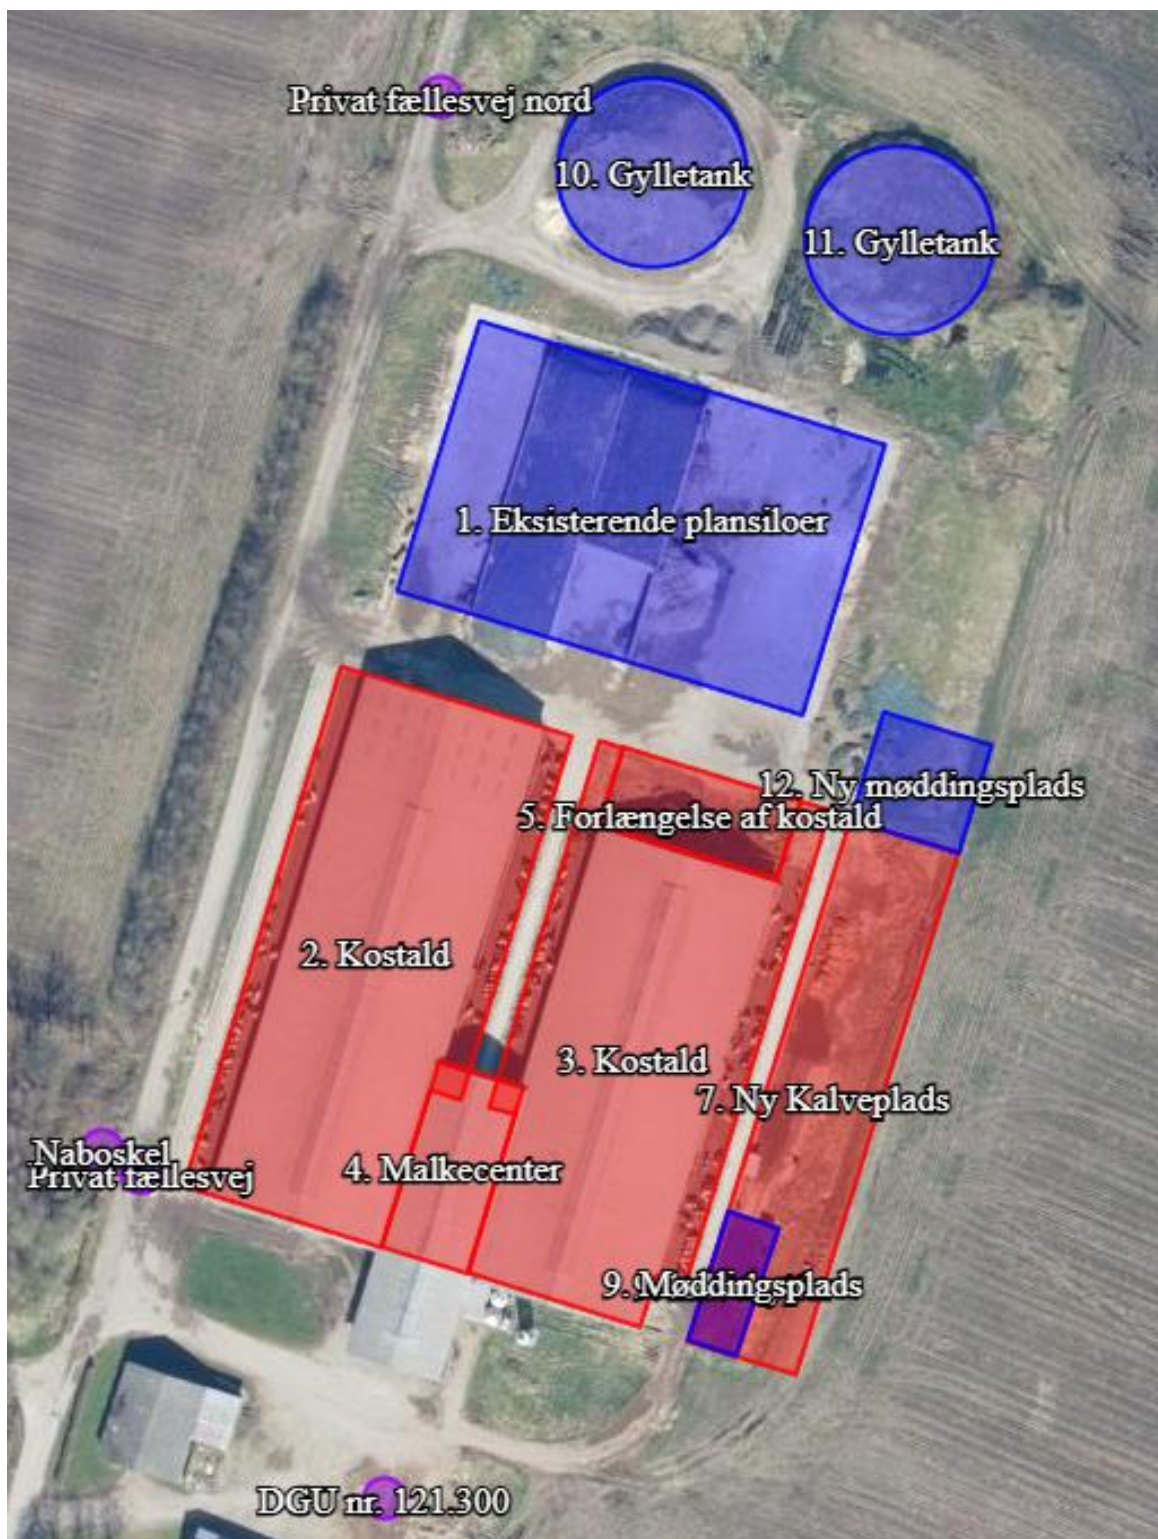 Privat fællesvej nord
10. Gylletank
11. Gylletank
1. Eksisterende plansiloer
12. Ny møddingsplads
5. Forlængelse af kostald
2. Kostald
3. Kostald
7. Ny Kalveplads
Naboskel
Privat fællesvej
4. Malkecenter
9. Møddingsplads
DGU nr. 121.300